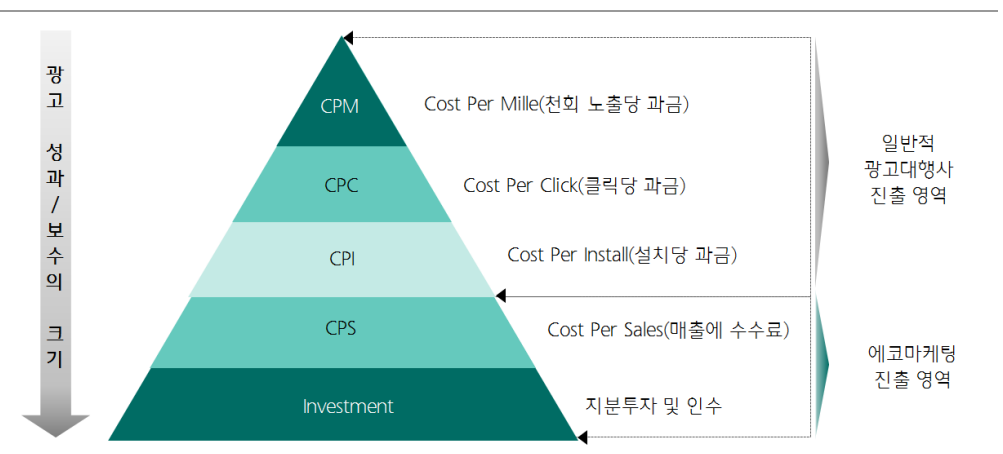 광고 성과/보수의 크기
CPM
Cost Per Mille(천회 노출당 과금)
CPC
Cost Per Click(클릭당 과금)
CPI
Cost Per Install(설치당 과금)
CPS
Cost Per Sales(매출에 수수료)
Investment
지분투자 및 인수
일반적
광고대행사
진출 영역
에코마케팅
진출 영역